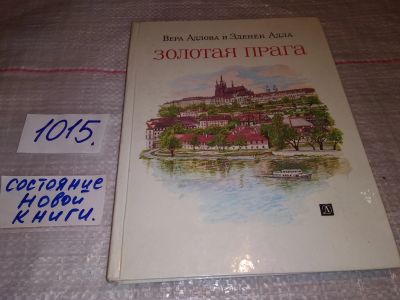 Вера Адлова и Зденек Адла
ЗОЛОТАЯ ПРАГА
1015.
СОСТОЯНИЕ
НОВОЙ
КНИГИ.